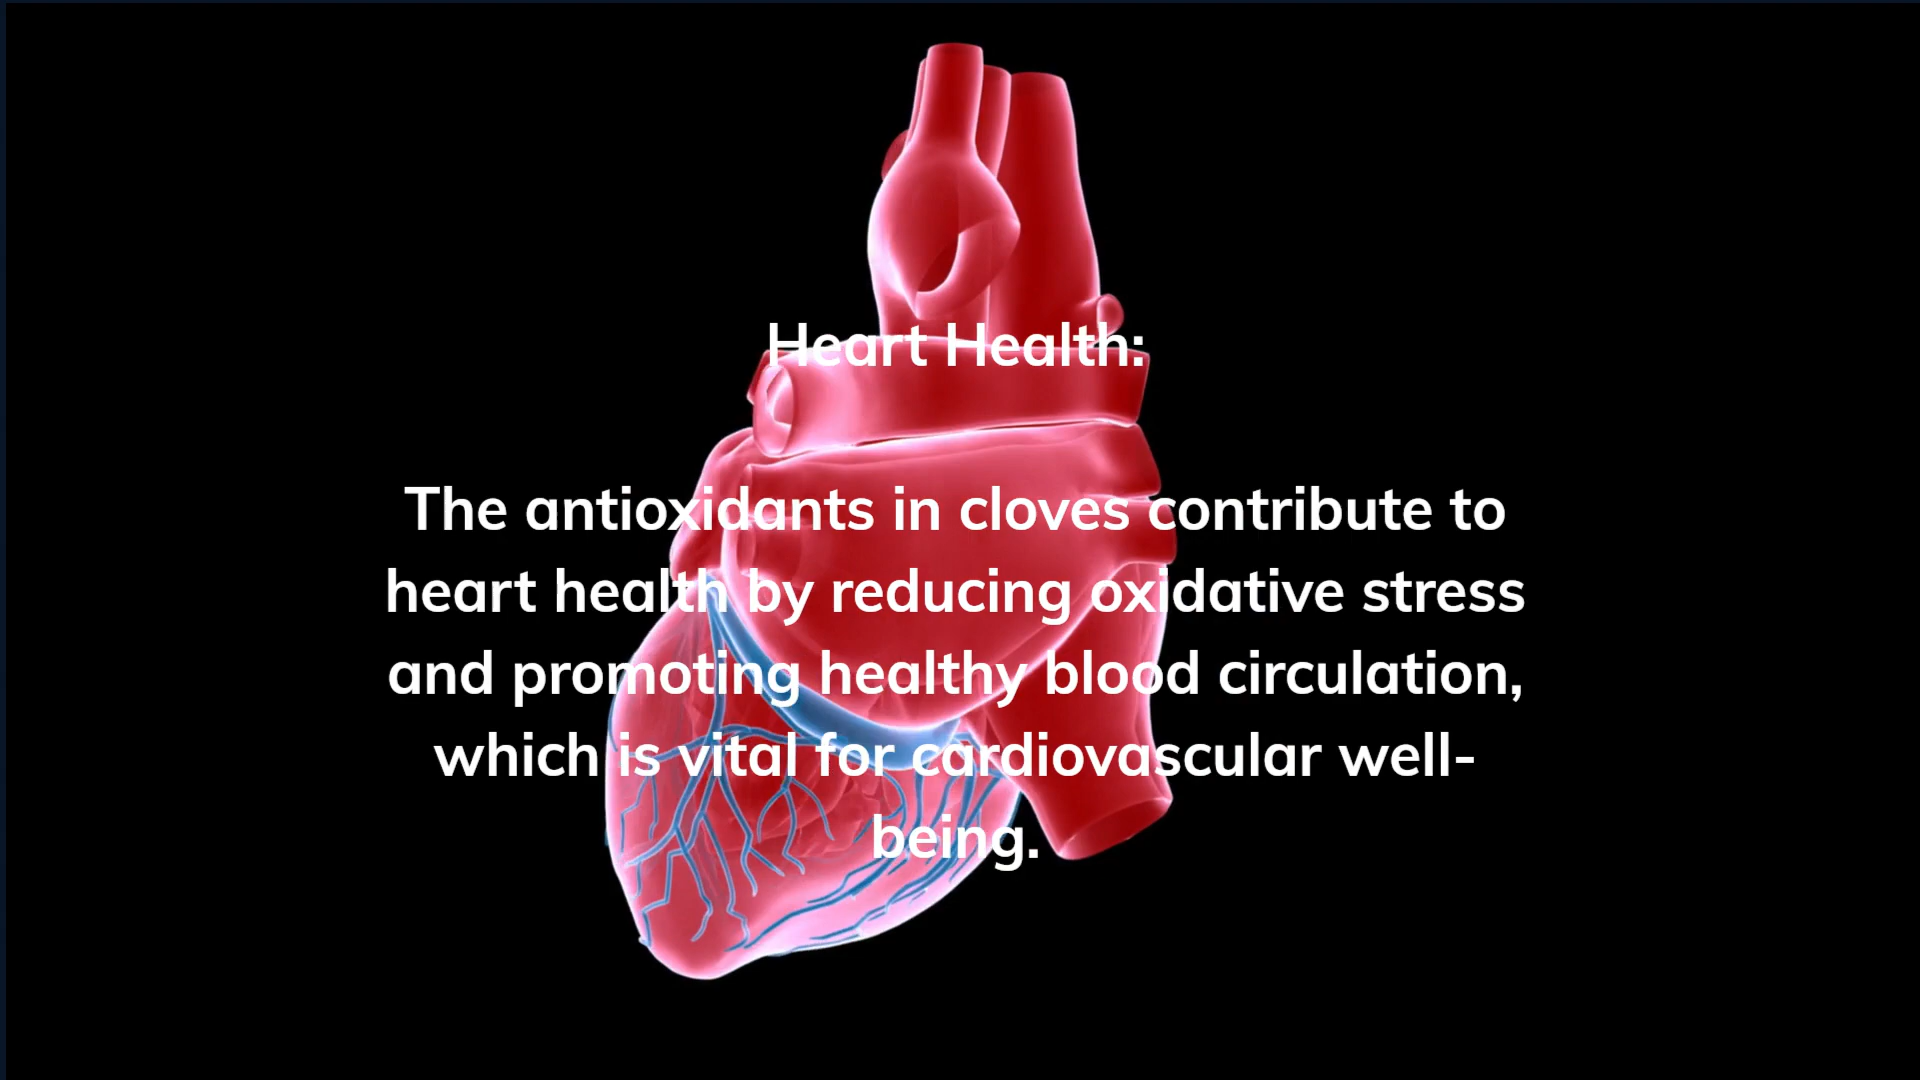 Heart Health:
The antioxidants in cloves contribute to
heart health by reducing oxidative stress
and promoting healthy blood circulation,
which is vital for cardiovascular well-
being.